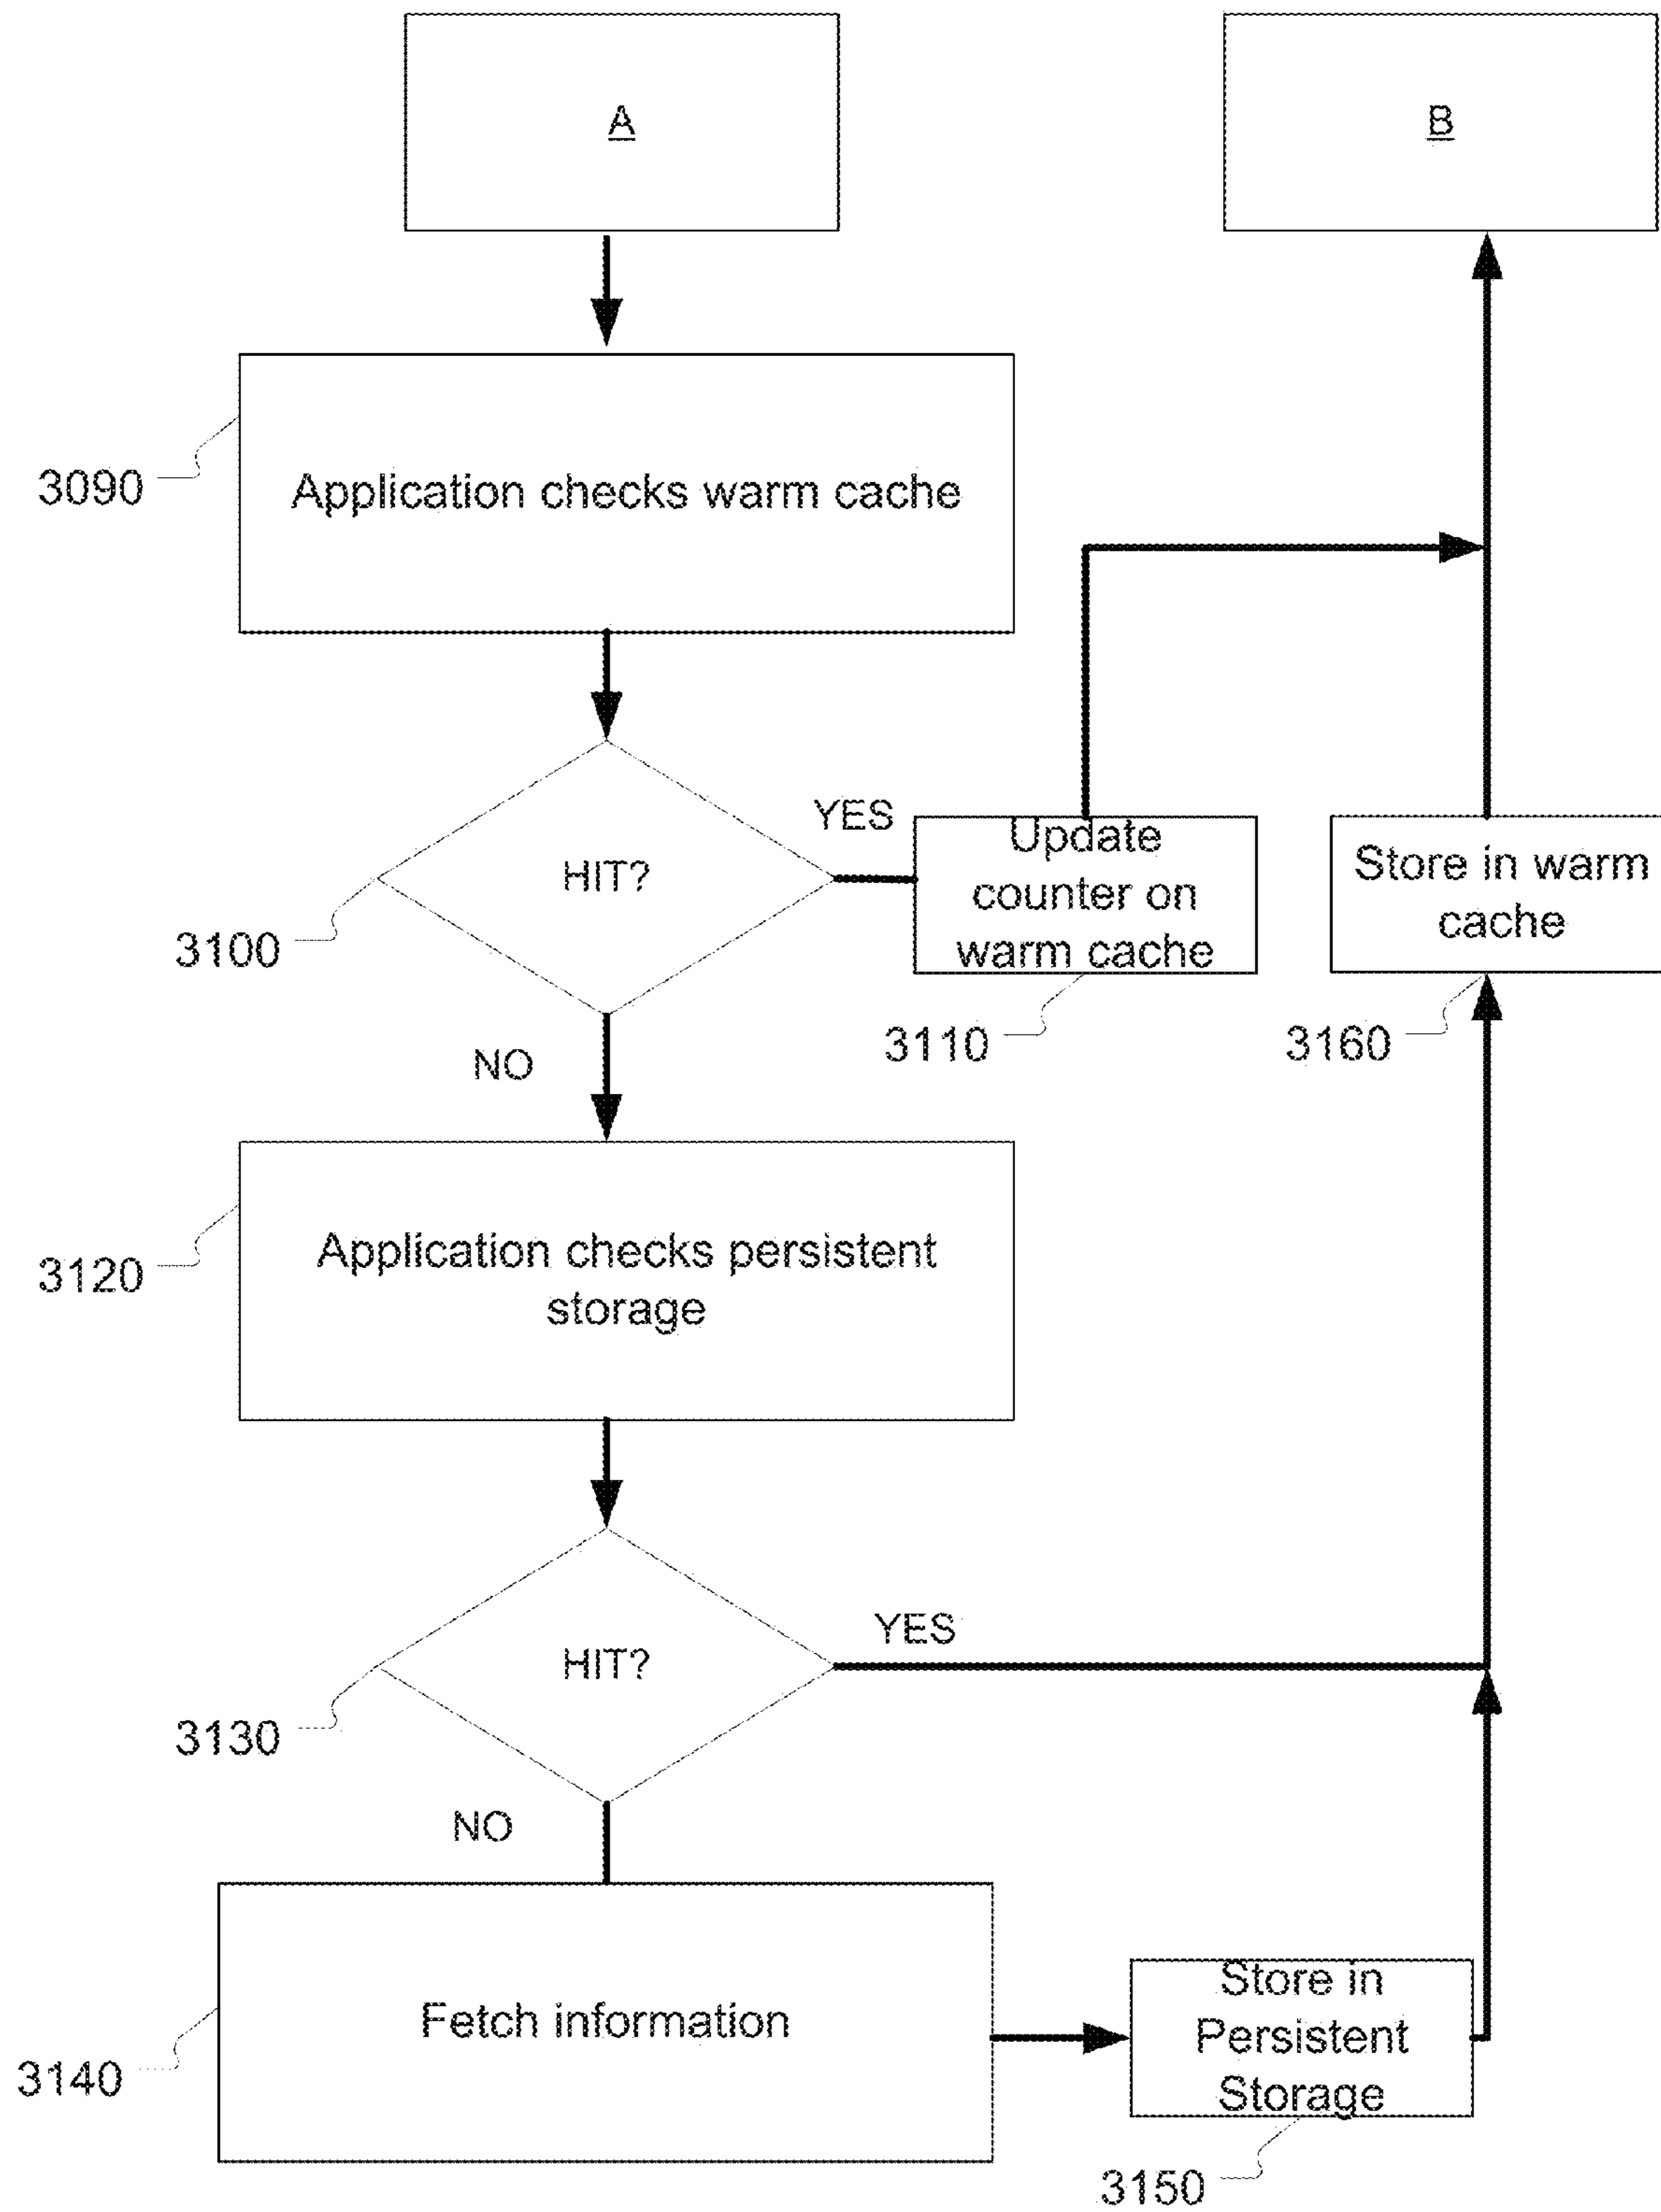 A
B
Application checks warm cache
3090
HIT?
YES
3100
Update
counter on
warm cache
3110
Store in warm
cache
3160
NO
Application checks persistent
storage
3120
HIT?
YES
3130
NO
Fetch information
3140
Store in
Persistent
Storage
3150